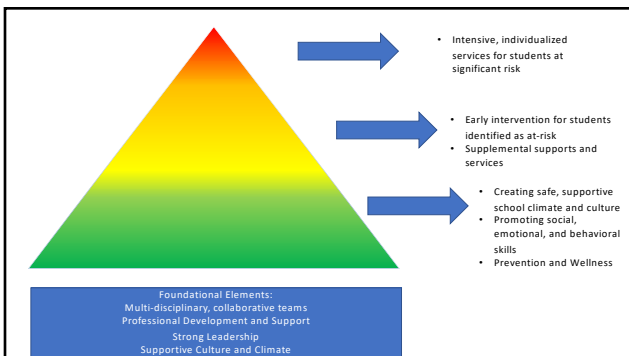 • Intensive, individualized
services for students at
significant risk
• Early intervention for students
identified as at-risk
• Supplemental supports and
services
• Creating safe, supportive
school climate and culture
• Promoting social,
emotional, and behavioral
skills
• Prevention and Wellness
Foundational Elements:
Multi-disciplinary, collaborative teams
Professional Development and Support
Strong Leadership
Supportive Culture and Climate